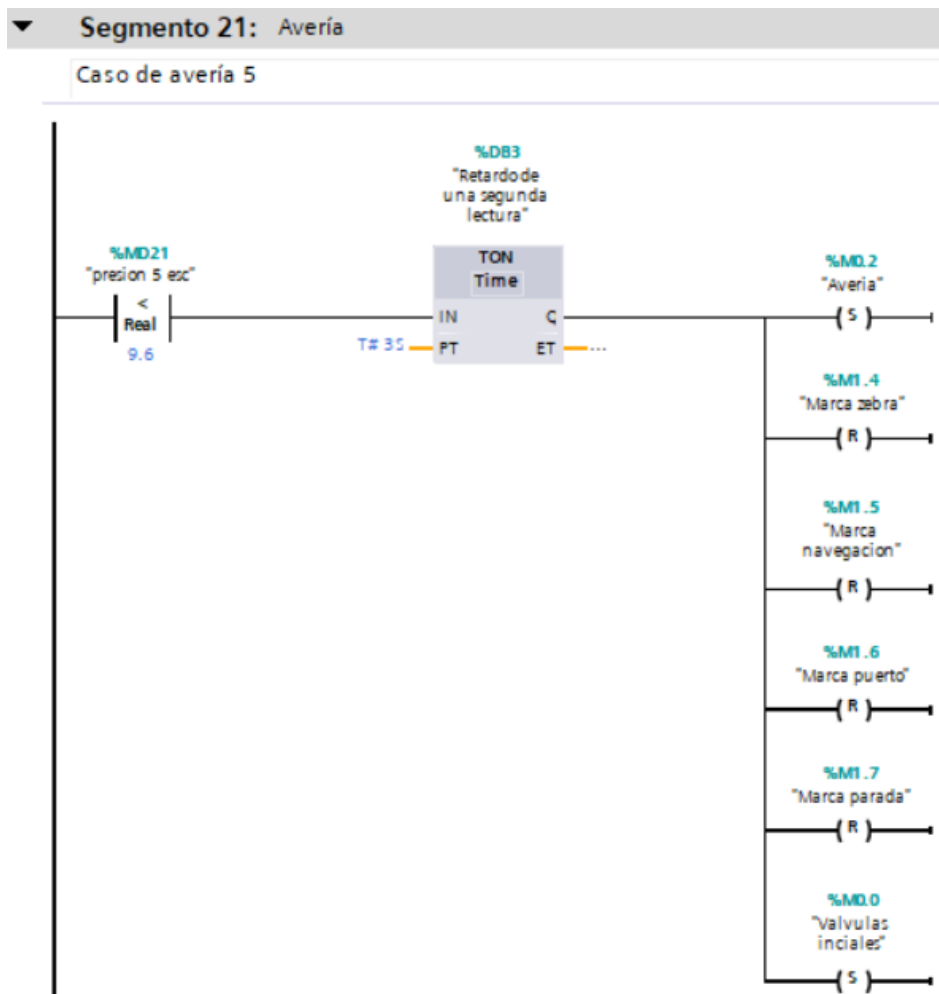 Segmento 21: Avería
Caso de avería 5
%DB3
"Retardo de
una segunda
lectura"
%MD21
"presion 5 esc"
<
Real
9.6
TON
Time
IN
Q
T# 3S
PT
ET
...
%M0.2
"Averia"
( S )
%M1.4
"Marca zebra"
( R )
%M1.5
"Marca
navegacion"
( R )
%M1.6
"Marca puerto"
( R )
%M1.7
"Marca parada"
( R )
%M0.0
"Valvulas
inciales"
( S )